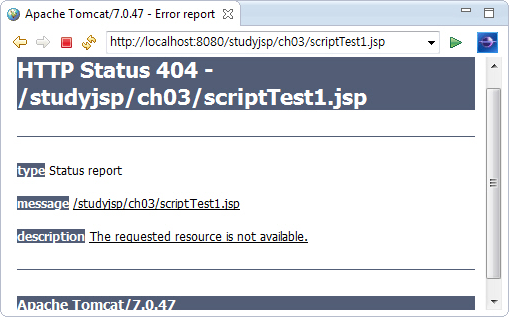 Apache Tomcat/7.0.47 - Error report
http://localhost:8080/studyjsp/ch03/scriptTest1.jsp
HTTP Status 404 -
/studyjsp/ch03/scriptTest1.jsp
type Status report
message /studyjsp/ch03/scriptTest1.jsp
description The requested resource is not available.
Apache Tomcat/7.0.47